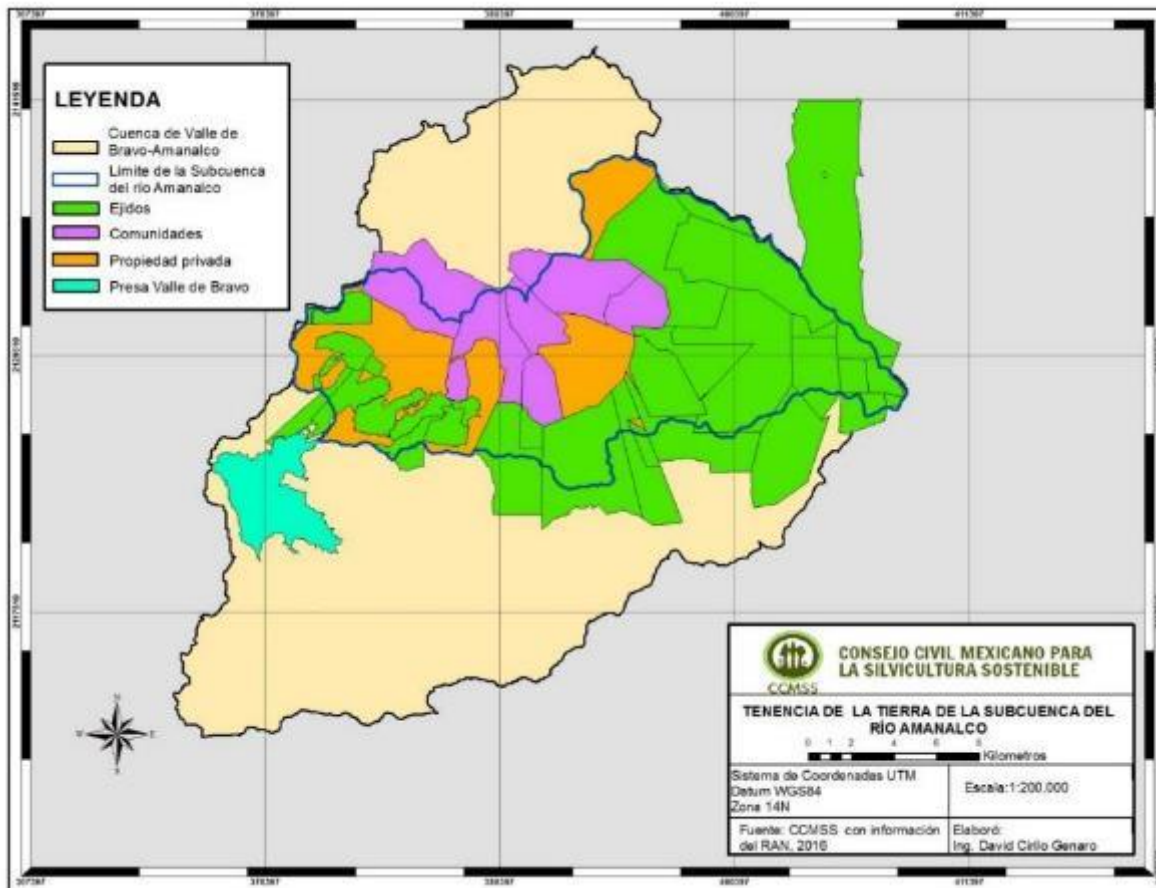 LEYENDA
Cuenca de Valle de
Bravo-Amanalco
Limite de la Subcuenca
del río Amanalco
Ejidos
Comunidades
Propiedad privada
Presa Valle de Bravo
N
W
E
S
CCMSS
CONSEJO CIVIL MEXICANO PARA
LA SILVICULTURA SOSTENIBLE
TENENCIA DE LA TIERRA DE LA SUBCUENCA DEL
RÍO AMANALCO
0 1 2 4 6 8
Kilometros
Sistema de Coordenadas UTM
Datum WGS84
Zona 14N
Escala:1:200.000
Fuente: CCMSS con información
del RAN, 2016
Elaboró:
Ing. David Cirilo Genaro